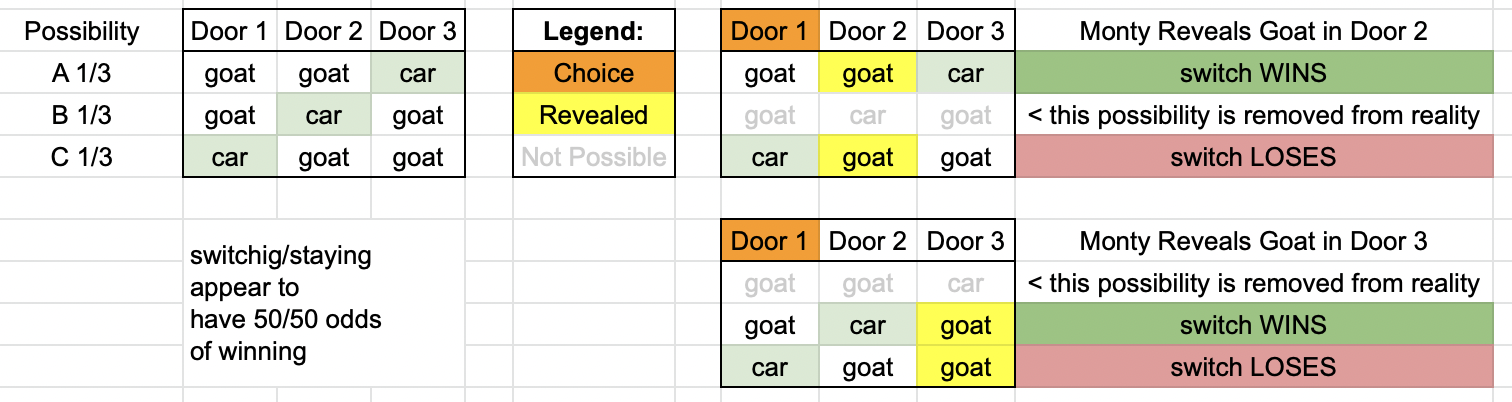 Possibility Door 1 Door 2 Door 3 Legend: Door 1 Door 2 Door 3 Monty Reveals Goat in Door 2
A 1/3 goat goat car Choice goat goat car switch WINS
B 1/3 goat car goat Revealed goat car goat < this possibility is removed from reality
C 1/3 car goat goat Not Possible car goat goat switch LOSES
switchig/staying
appear to
have 50/50 odds
of winning
Door 1 Door 2 Door 3 Monty Reveals Goat in Door 3
goat goat car < this possibility is removed from reality
goat car goat switch WINS
car goat goat switch LOSES